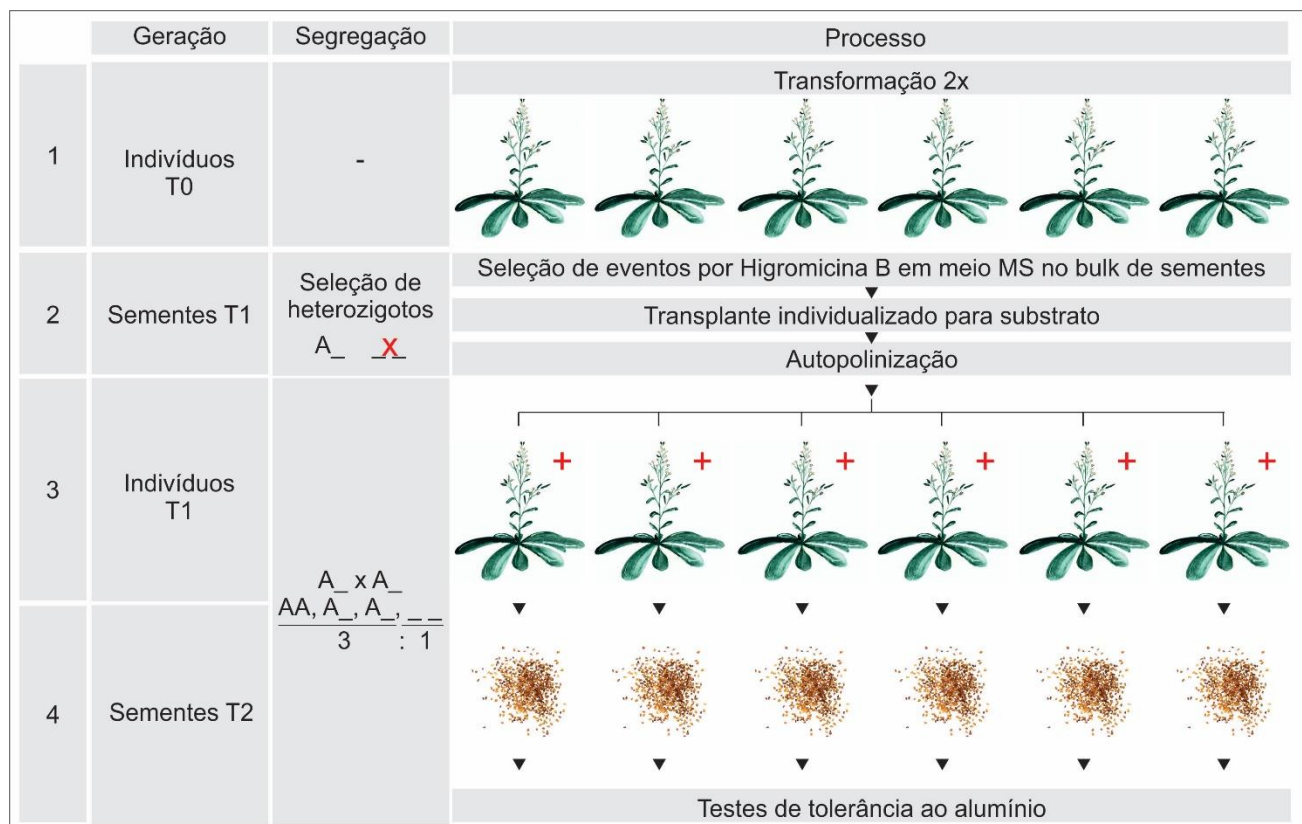 Geração
Segregação
Processo
1
Indivíduos
T0
-
Transformação 2x
2
Sementes T1
Seleção de
heterozigotos
A_ _X_
Seleção de eventos por Higromicina B em meio MS no bulk de sementes
Transplante individualizado para substrato
Autopolinização
3
Indivíduos
T1
+ + + + + +
A_ x A_
AA, A_, A_, _ _
3 : 1
4
Sementes T2
Testes de tolerância ao alumínio